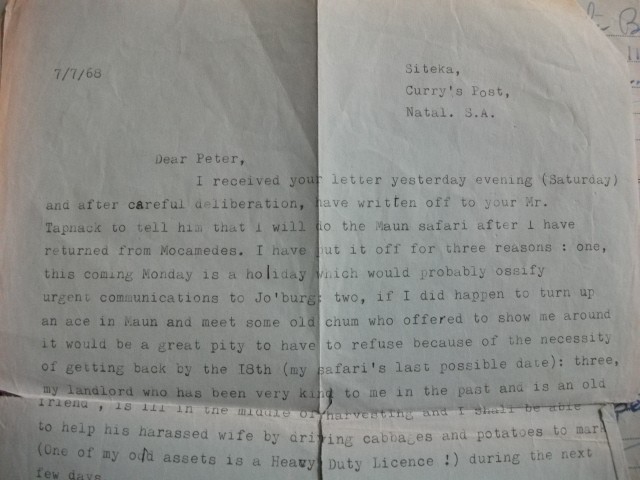 7/7/68
Siteka,
Curry's Post,
Natal. S.A.
Dear Peter,
I received your letter yesterday evening (Saturday)
and after careful deliberation, have written off to your Mr.
Tapnack to tell him that I will do the Maun safari after I have
returned from Mocamedes. I have put it off for three reasons : one,
this coming Monday is a holiday which would probably ossify
urgent communications to Jo'burg: two, if I did happen to turn up
an ace in Maun and meet some old chum who offered to show me around
it would be a great pity to have to refuse because of the necessity
of getting back by the I8th (my safari's last possible date): three,
my landlord who has been very kind to me in the past and is an old
friend , is ill in the middle of harvesting and I shall be able
to help his harassed wife by driving cabbages and potatoes to mark
(One of my odd assets is a Heavy Duty Licence !) during the next
few days